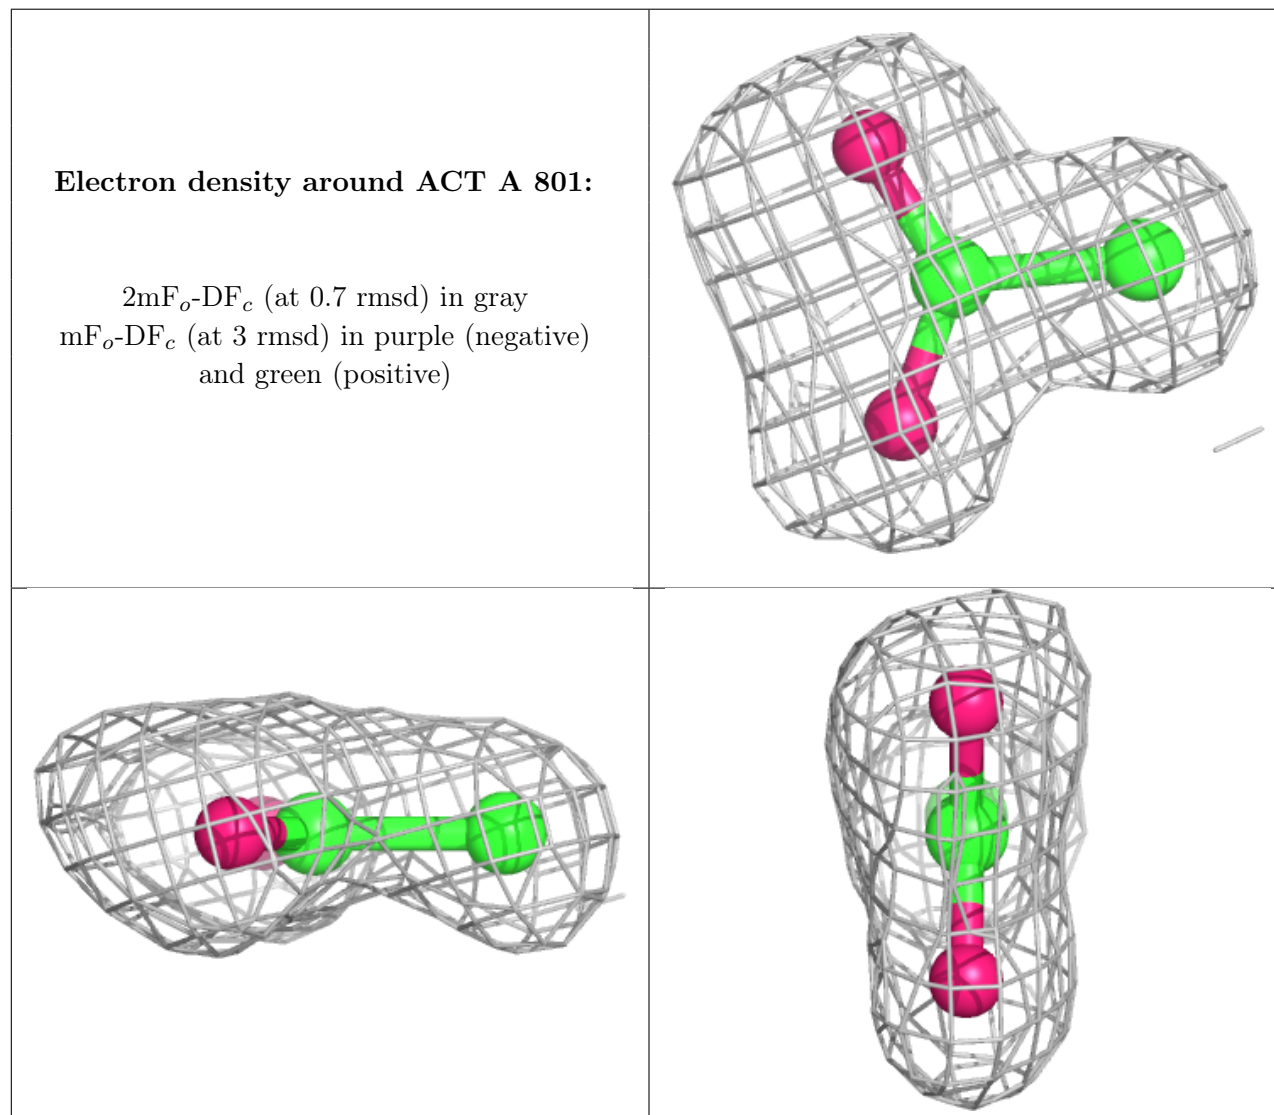 Electron density around ACT A 801:
2mFₒ-DF𝒸 (at 0.7 rmsd) in gray
mFₒ-DF𝒸 (at 3 rmsd) in purple (negative)
and green (positive)